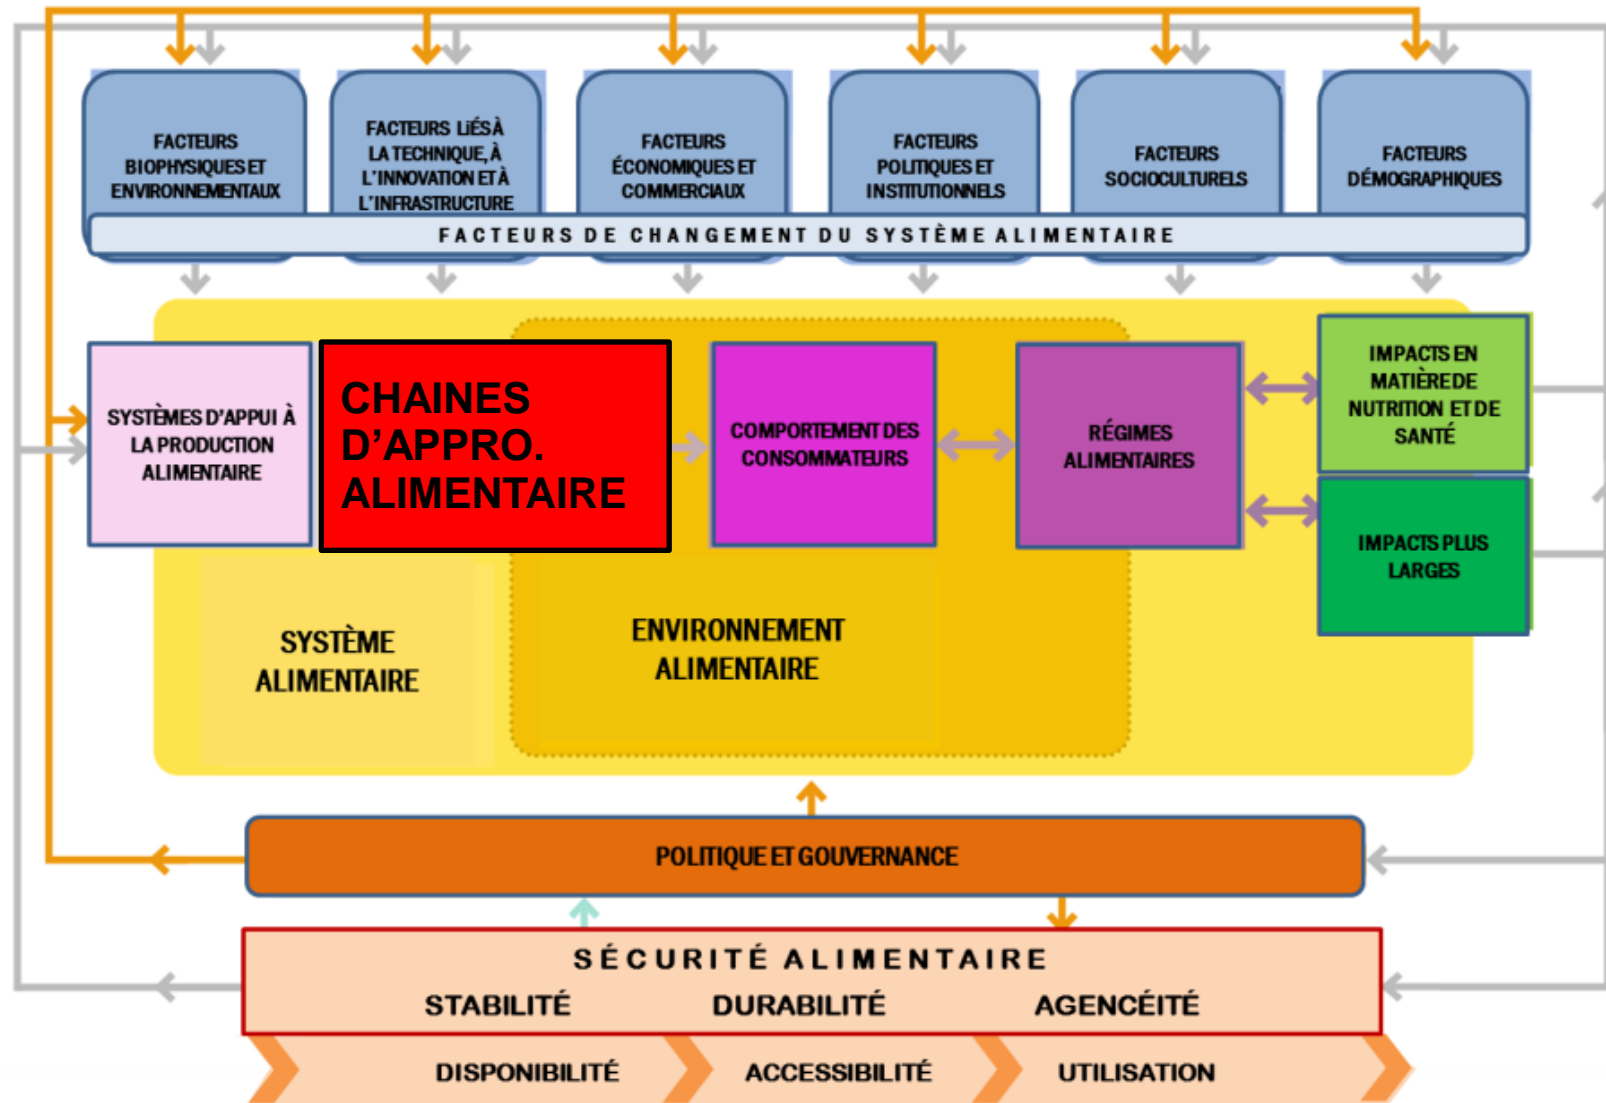 FACTEURS
BIOPHYSIQUES ET
ENVIRONNEMENTAUX
FACTEURS LIÉS À
LA TECHNIQUE, À
L'INNOVATION ET À
L'INFRASTRUCTURE
FACTEURS
ÉCONOMIQUES ET
COMMERCIAUX
FACTEURS
POLITIQUES ET
INSTITUTIONNELS
FACTEURS
SOCIOCULTURELS
FACTEURS
DÉMOGRAPHIQUES
FACTEURS DE CHANGEMENT DU SYSTÈME ALIMENTAIRE
SYSTÈMES D'APPUI À
LA PRODUCTION
ALIMENTAIRE
CHAINES
D’APPRO.
ALIMENTAIRE
COMPORTEMENT DES
CONSOMMATEURS
RÉGIMES
ALIMENTAIRES
IMPACTS EN
MATIÈRE DE
NUTRITION ET DE
SANTÉ
IMPACTS PLUS
LARGES
SYSTÈME
ALIMENTAIRE
ENVIRONNEMENT
ALIMENTAIRE
POLITIQUE ET GOUVERNANCE
SÉCURITÉ ALIMENTAIRE
STABILITÉ DURABILITÉ AGENCÉITÉ
DISPONIBILITÉ ACCESSIBILITÉ UTILISATION